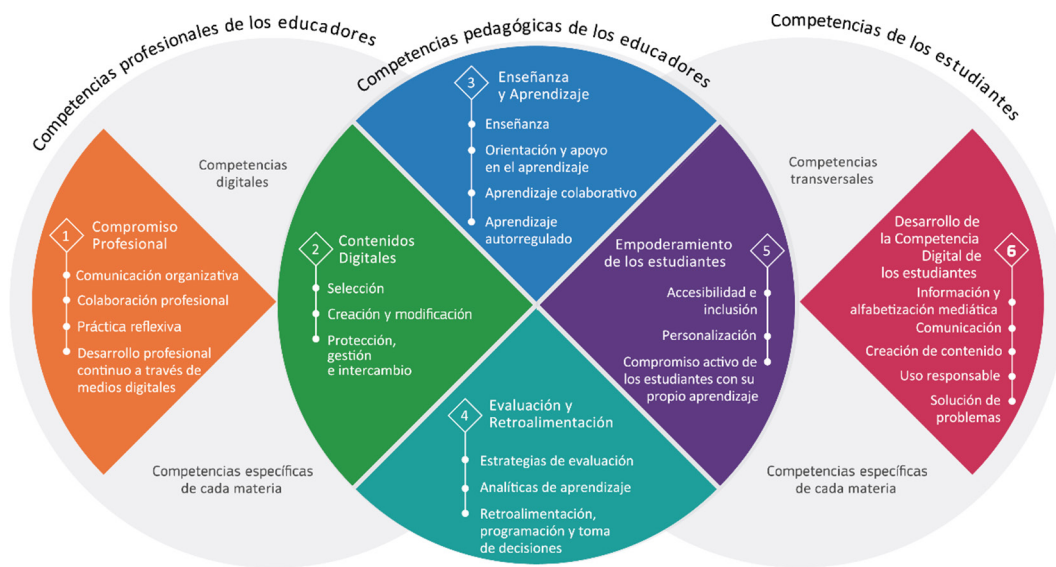 Competencias profesionales de los educadores
Competencias pedagógicas de los educadores
Competencias de los estudiantes
Competencias
digitales
1
Compromiso
Profesional
Comunicación organizativa
Colaboración profesional
Práctica reflexiva
Desarrollo profesional
continuo a través de
medios digitales
Competencias específicas
de cada materia
2
Contenidos
Digitales
Selección
Creación y modificación
Protección,
gestión
e intercambio
3
Enseñanza
y Aprendizaje
Enseñanza
Orientación y apoyo
en el aprendizaje
Aprendizaje colaborativo
Aprendizaje
autorregulado
4
Evaluación y
Retroalimentación
Estrategias de evaluación
Analíticas de aprendizaje
Retroalimentación,
programación y toma
de decisiones
Empoderamiento
de los estudiantes
5
Accesibilidad e
inclusión
Personalización
Compromiso activo de
los estudiantes con su
propio aprendizaje
Competencias
transversales
Desarrollo de
la Competencia
Digital de
los estudiantes
6
Información y
alfabetización mediática
Comunicación
Creación de contenido
Uso responsable
Solución de
problemas
Competencias específicas
de cada materia